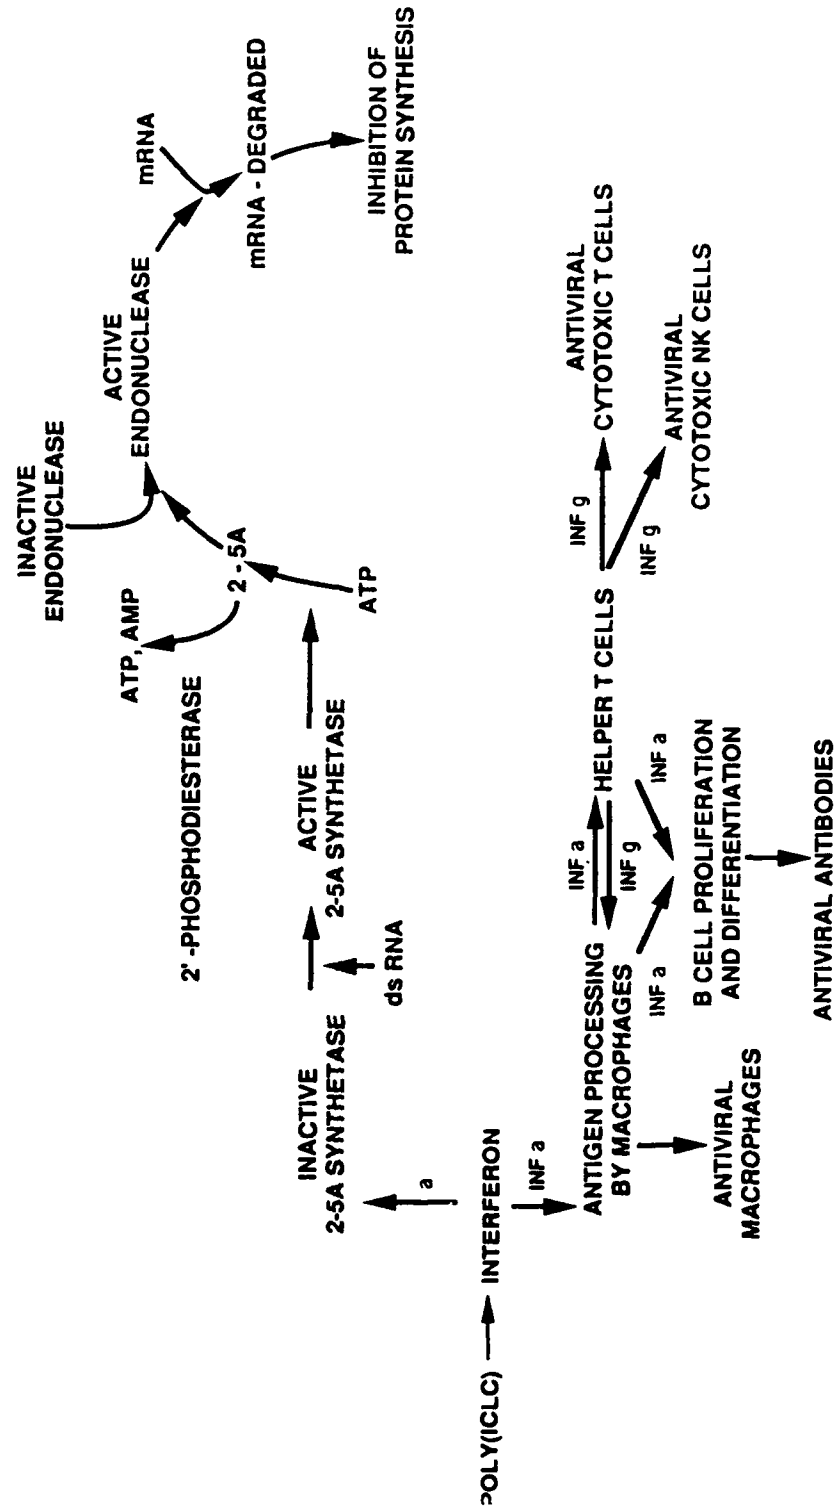 INACTIVE
ENDONUCLEASE
ACTIVE
ENDONUCLEASE
mRNA
ATP, AMP
2'-PHOSPHODIESTERASE
2 - 5A
mRNA - DEGRADED
INACTIVE
2-5A SYNTHETASE
ACTIVE
2-5A SYNTHETASE
ATP
ds RNA
INHIBITION OF
PROTEIN SYNTHESIS
a
POLY(ICLC)
INTERFERON
INF a
ANTIGEN PROCESSING
BY MACROPHAGES
INF a
INF g
HELPER T CELLS
INF g
INF g
ANTIVIRAL
CYTOTOXIC T CELLS
ANTIVIRAL
CYTOTOXIC NK CELLS
INF a
INF a
ANTIVIRAL
MACROPHAGES
B CELL PROLIFERATION
AND DIFFERENTIATION
ANTIVIRAL ANTIBODIES